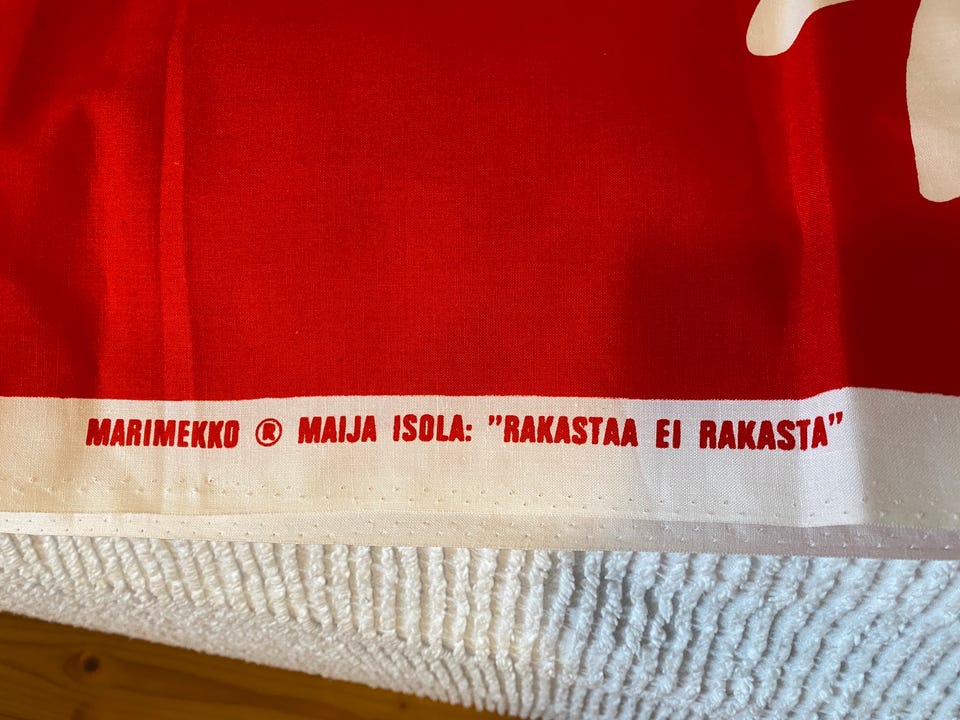 MARIMEKKO ® MAIJA ISOLA: ”RAKASTAA EI RAKASTA”